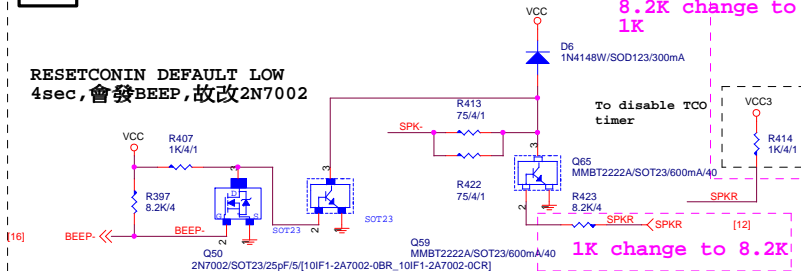 8.2K change to
1K
VCC
D6
1N4148W/SOD123/300mA
RESETCONIN DEFAULT LOW
4sec,會發BEEP,故改2N7002
R413
75/4/1
SPK-
To disable TCO
timer
VCC3
R414
1K/4/1
VCC
R407
1K/4/1
3
3
Q65
MMBT2222A/SOT23/600mA/40
R397
8.2K/4
D
G
S
R422
75/4/1
2
R423
8.2K/4
SPKR
SOT23
SOT23
SPKR
SPKR
[12]
[16]
BEEP-
BEEP-
2
2
Q50
2N7002/SOT23/25pF/5/[10IF1-2A7002-0BR_10IF1-2A7002-0CR]
Q59
MMBT2222A/SOT23/600mA/40
1K change to 8.2K